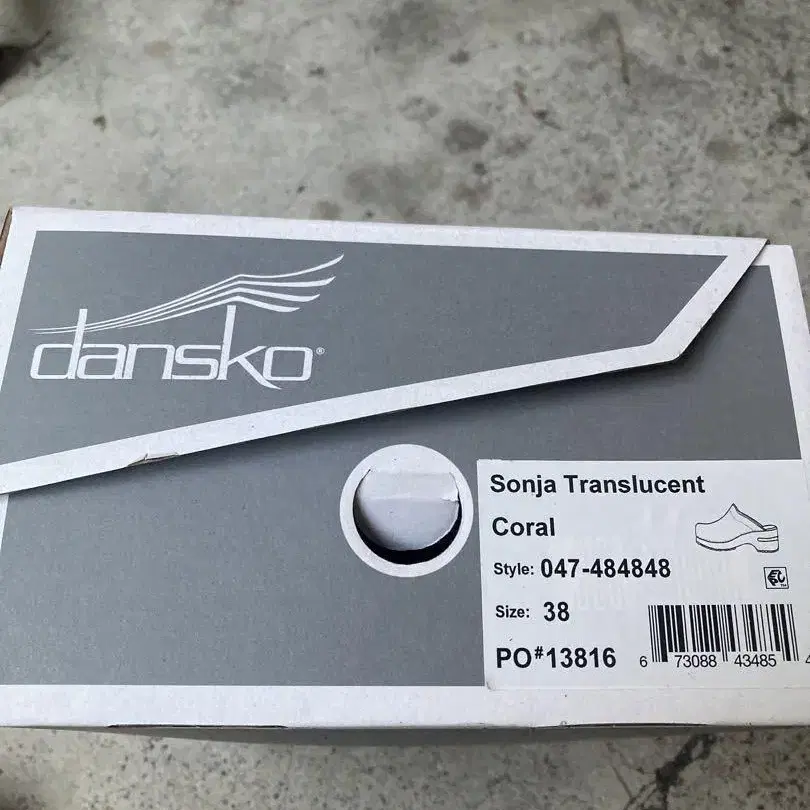 dansko®
Sonja Translucent
Coral
Style: 047-484848
Size: 38
PO#13816
6 73088 43485 4